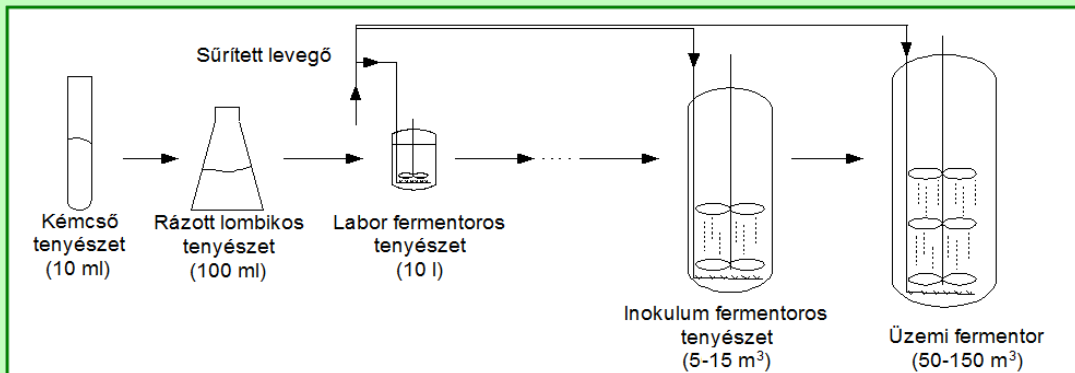 Sűrített levegő
Kémcső
tenyészet
(10 ml)
Rázott lombikos
tenyészet
(100 ml)
Labor fermentoros
tenyészet
(10 l)
Inokulum fermentoros
tenyészet
(5-15 m³)
Üzemi fermentor
(50-150 m³)